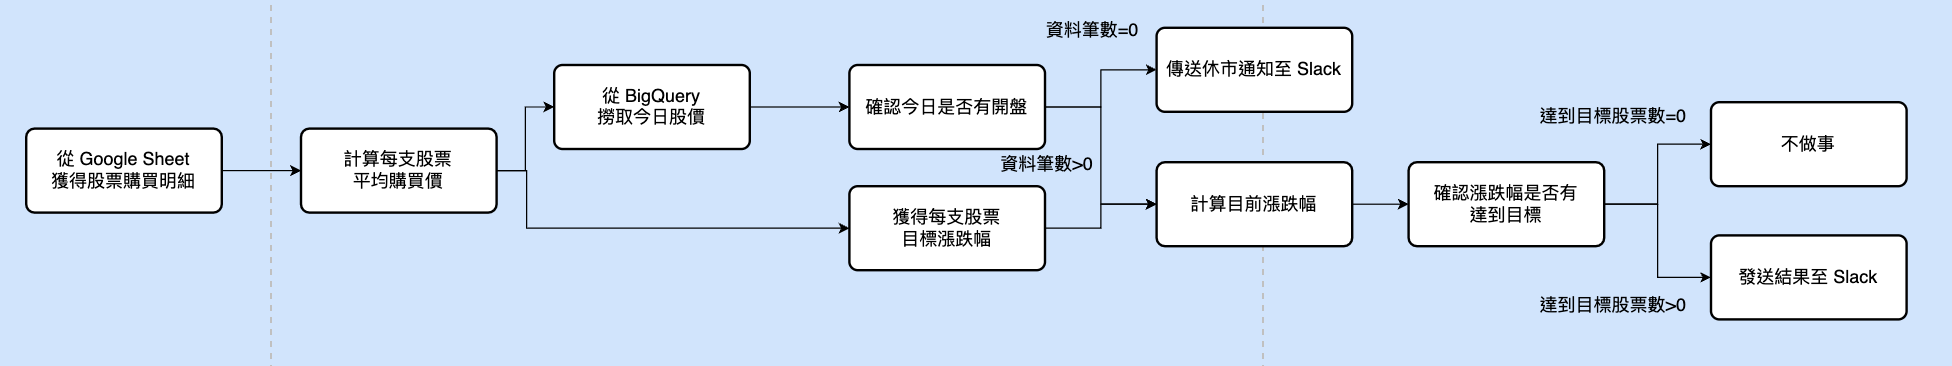 從 Google Sheet
獲得股票購買明細
計算每支股票
平均購買價
從 BigQuery
撈取今日股價
確認今日是否有開盤
獲得每支股票
目標漲跌幅
資料筆數=0
資料筆數>0
傳送休市通知至 Slack
計算目前漲跌幅
確認漲跌幅是否有
達到目標
達到目標股票數=0
達到目標股票數>0
不做事
發送結果至 Slack